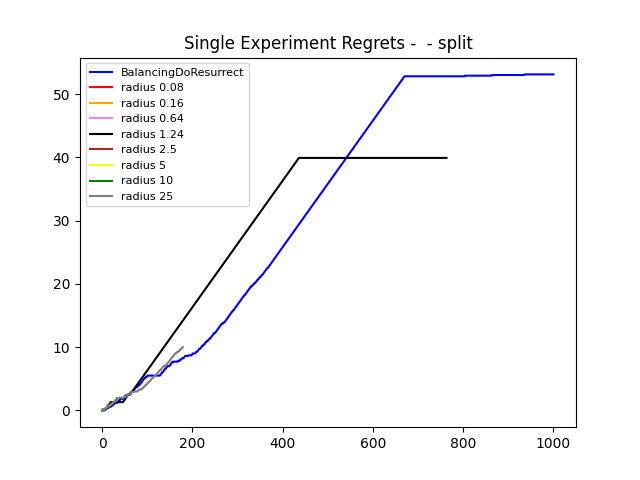 Single Experiment Regrets -  - split
BalancingDoResurrect
radius 0.08
radius 0.16
radius 0.64
radius 1.24
radius 2.5
radius 5
radius 10
radius 25
50
40
30
20
10
0
0 200 400 600 800 1000